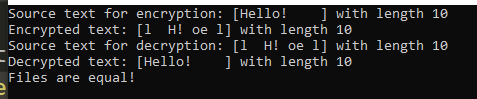 Source text for encryption: [Hello!    ] with length 10
Encrypted text: [l  H! oe l] with length 10
Source text for decryption: [l  H! oe l] with length 10
Decrypted text: [Hello!    ] with length 10
Files are equal!